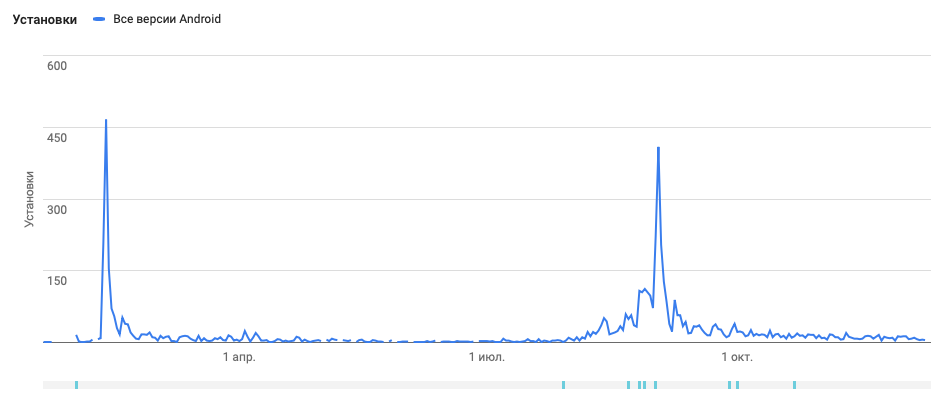 Установки Все версии Android
600
450
300
150
Установки
1 апр. 1 июл. 1 окт.